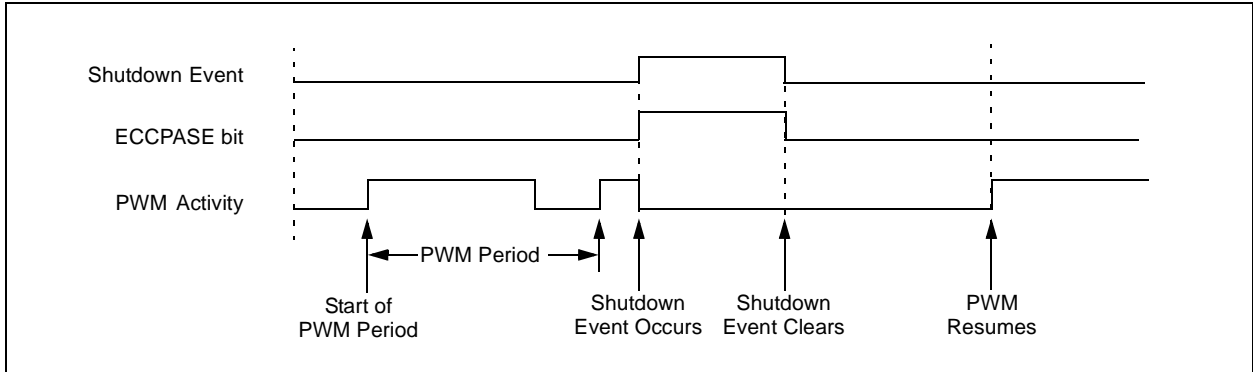 Shutdown Event
ECCPASE bit
PWM Activity
PWM Period
Start of
PWM Period
Shutdown
Event Occurs
Shutdown
Event Clears
PWM
Resumes